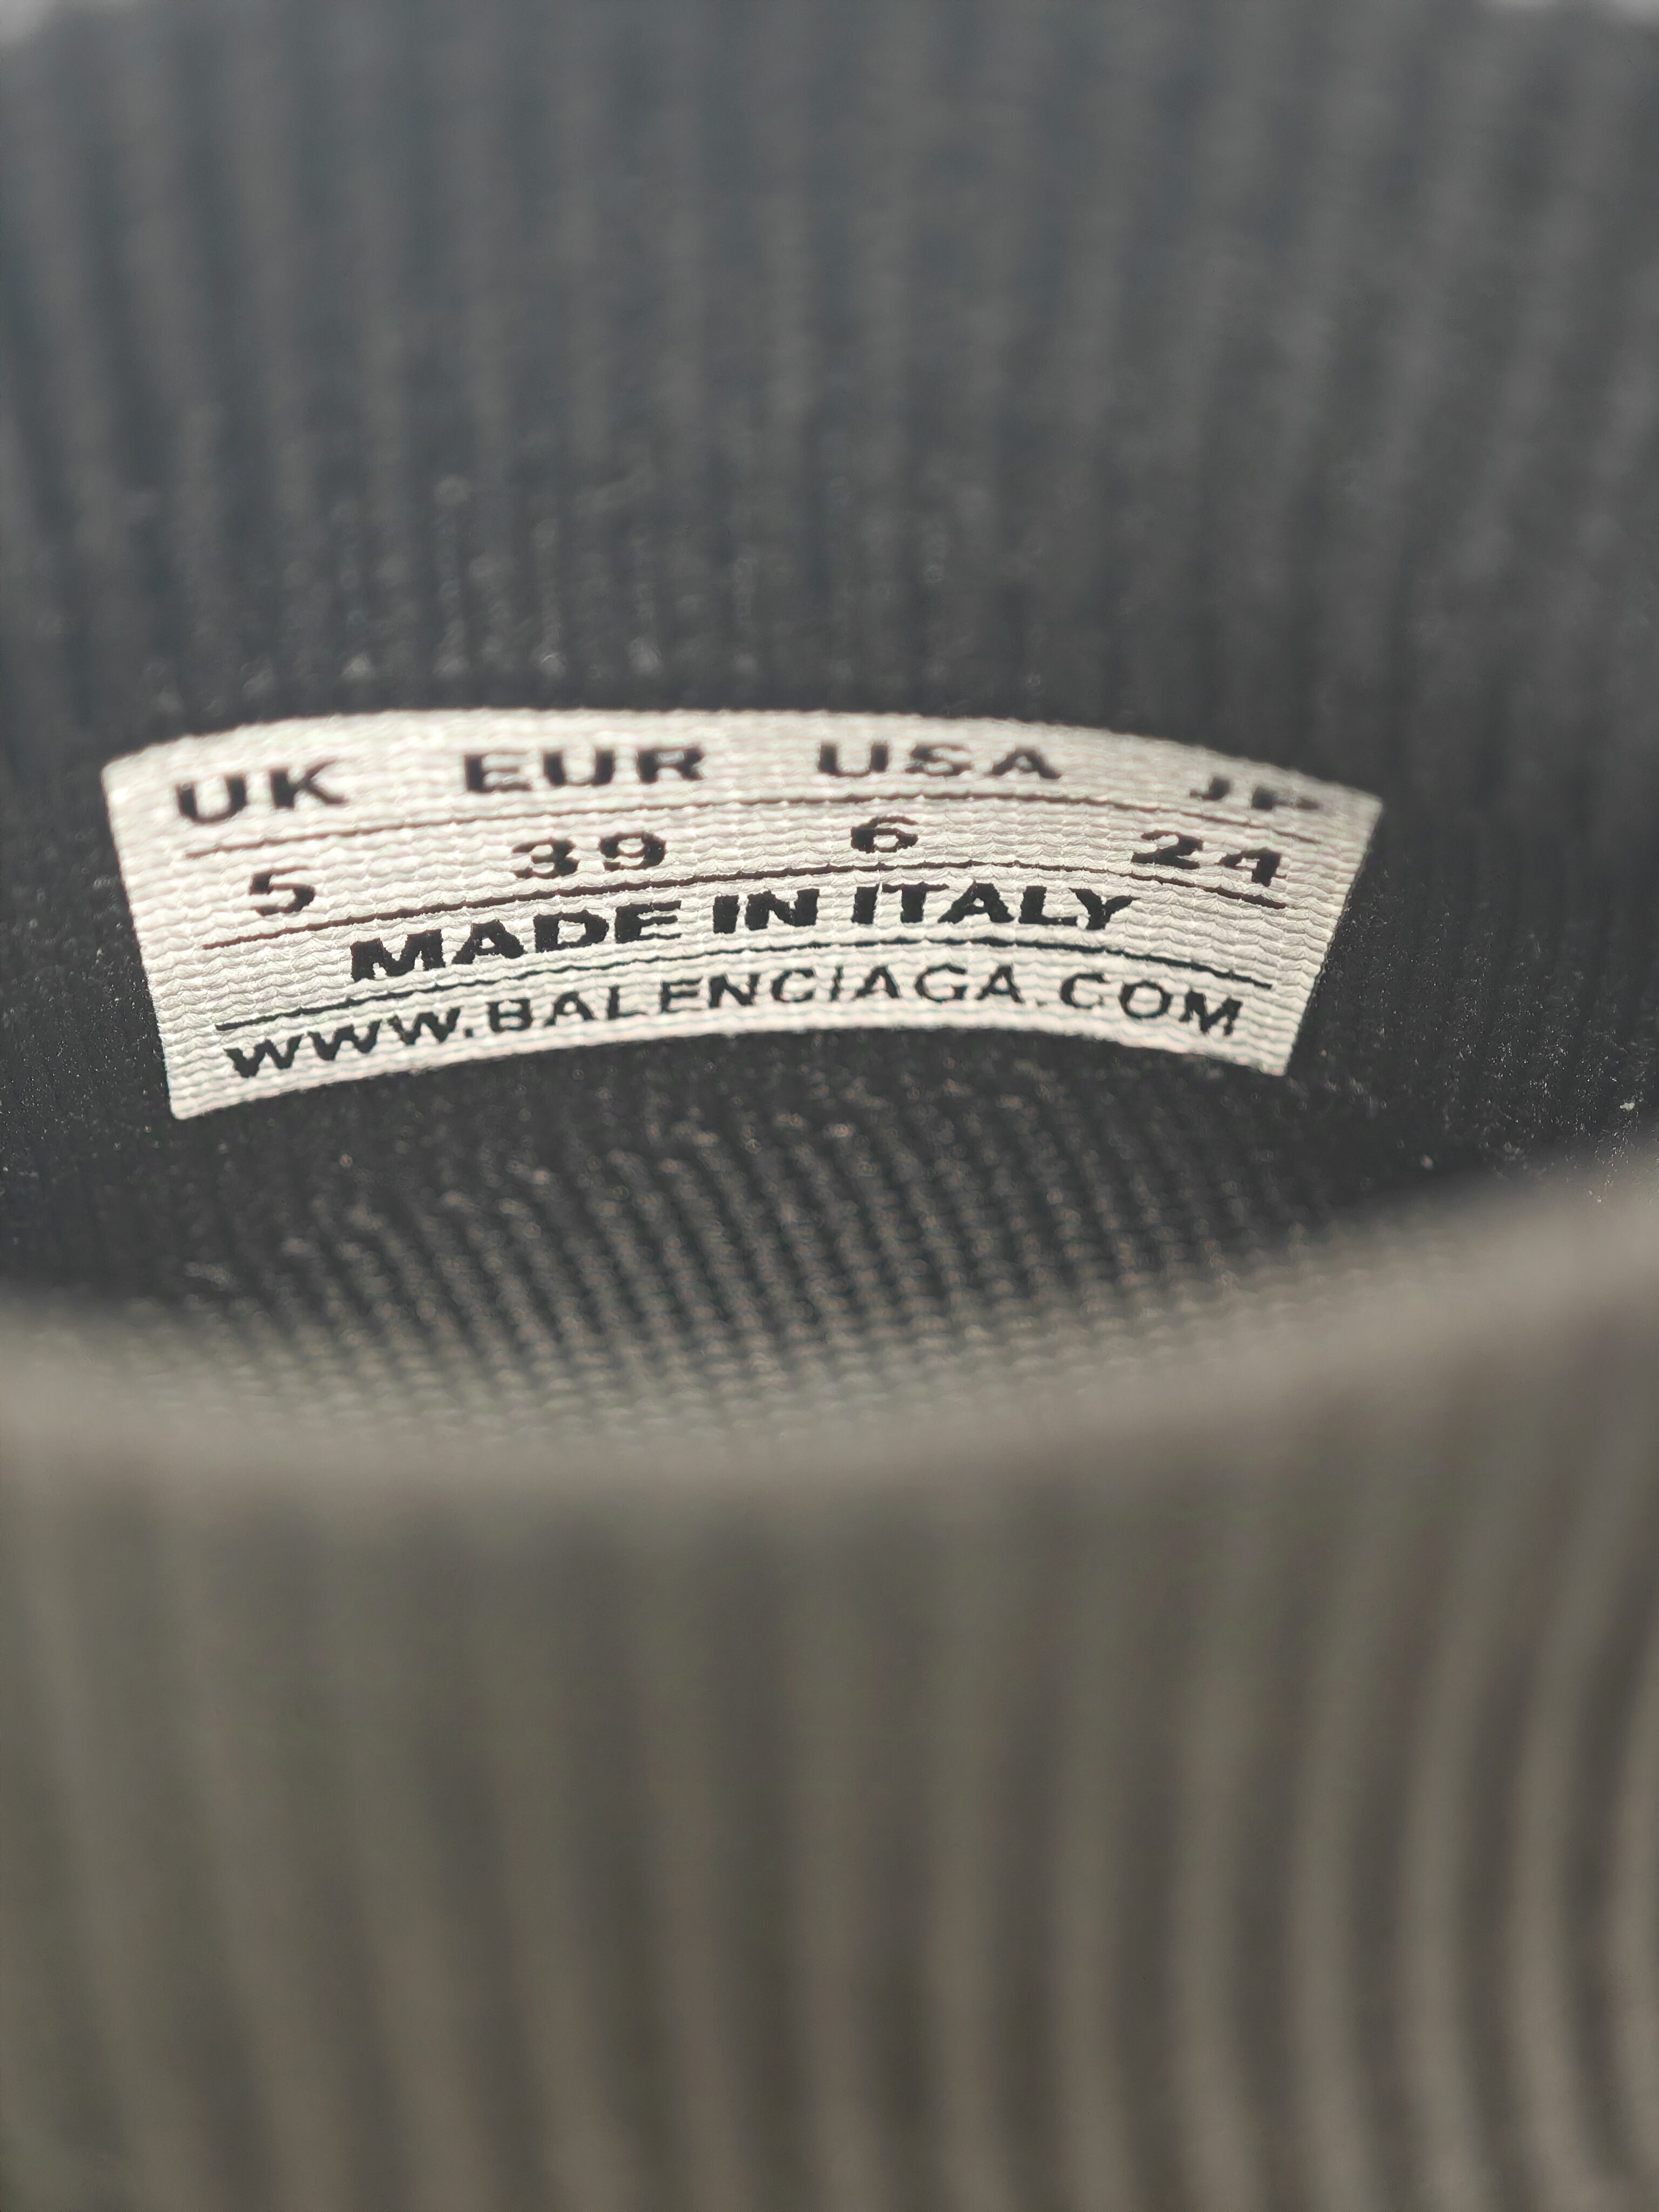 UK EUR USA JP
5 39 6 24
MADE IN ITALY
WWW.BALENCIAGA.COM